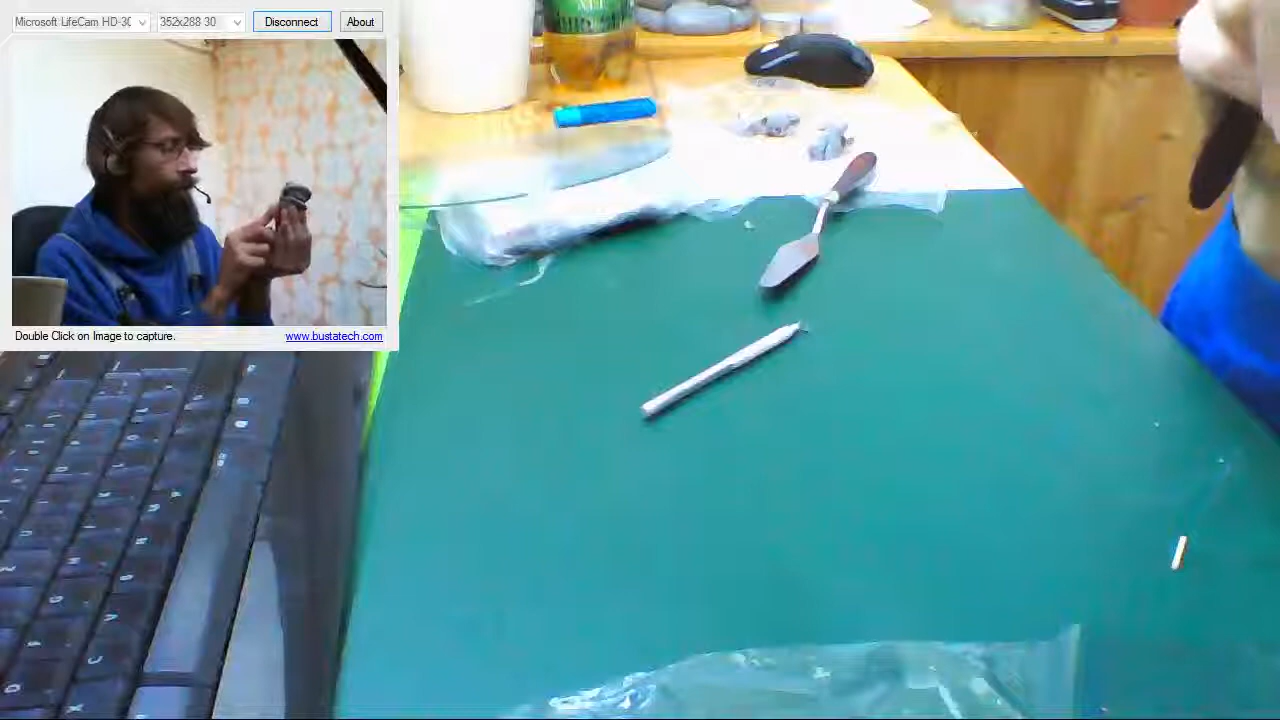 Microsoft LifeCam HD-30
352x288 30
Disconnect
About
Double Click on Image to capture.
www.bustatech.com